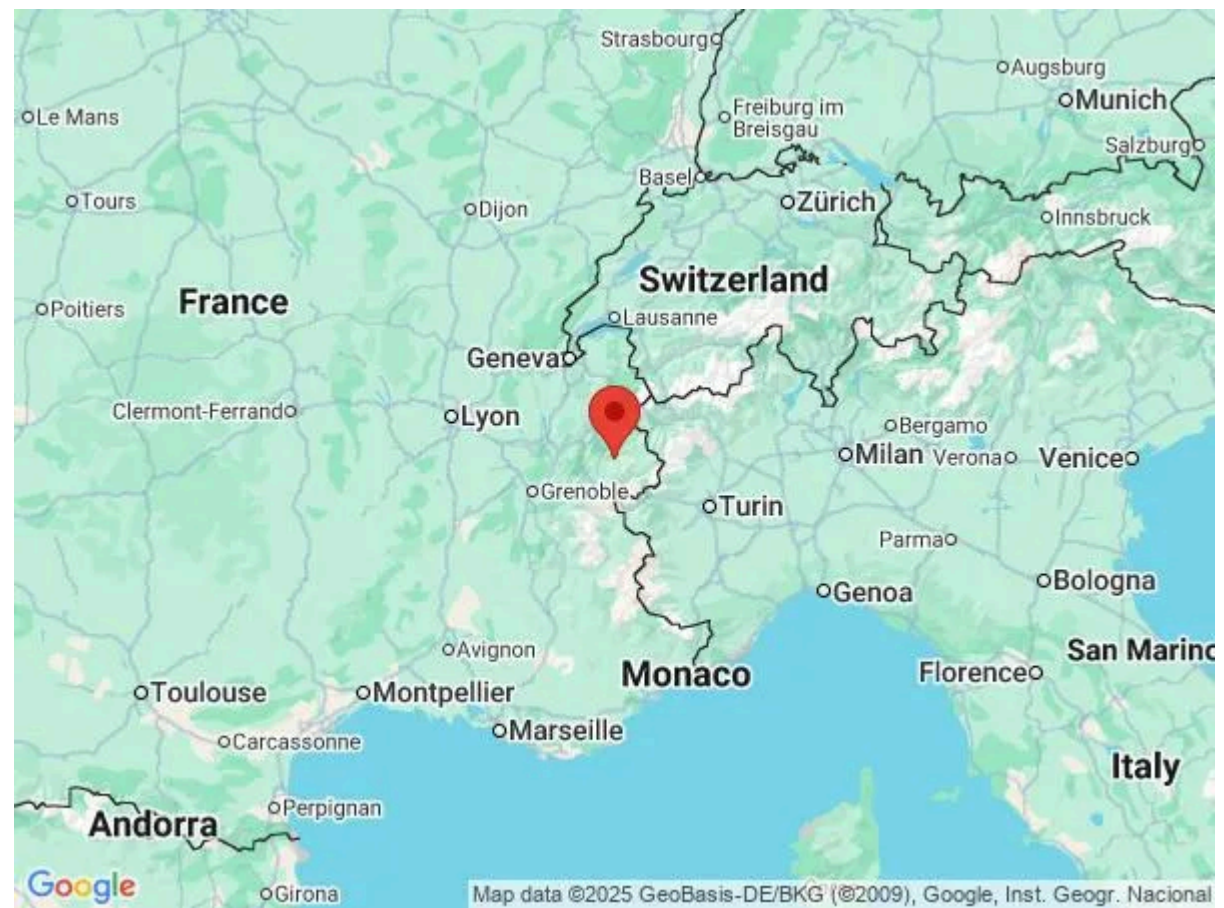 Strasbourg
Augsburg
Munich
Le Mans
Freiburg im
Breisgau
Salzburg
Basel
Tours
Dijon
Zürich
Innsbruck
France
Switzerland
Poitiers
Lausanne
Geneva
Clermont-Ferrand
Lyon
Bergamo
Milan
Verona
Venice
Grenoble
Turin
Parma
Bologna
Genoa
Avignon
San Marino
Monaco
Florence
Toulouse
Montpellier
Marseille
Carcassonne
Italy
Perpignan
Andorra
Google
Girona
Map data ©2025 GeoBasis-DE/BKG (©2009), Google, Inst. Geogr. Nacional